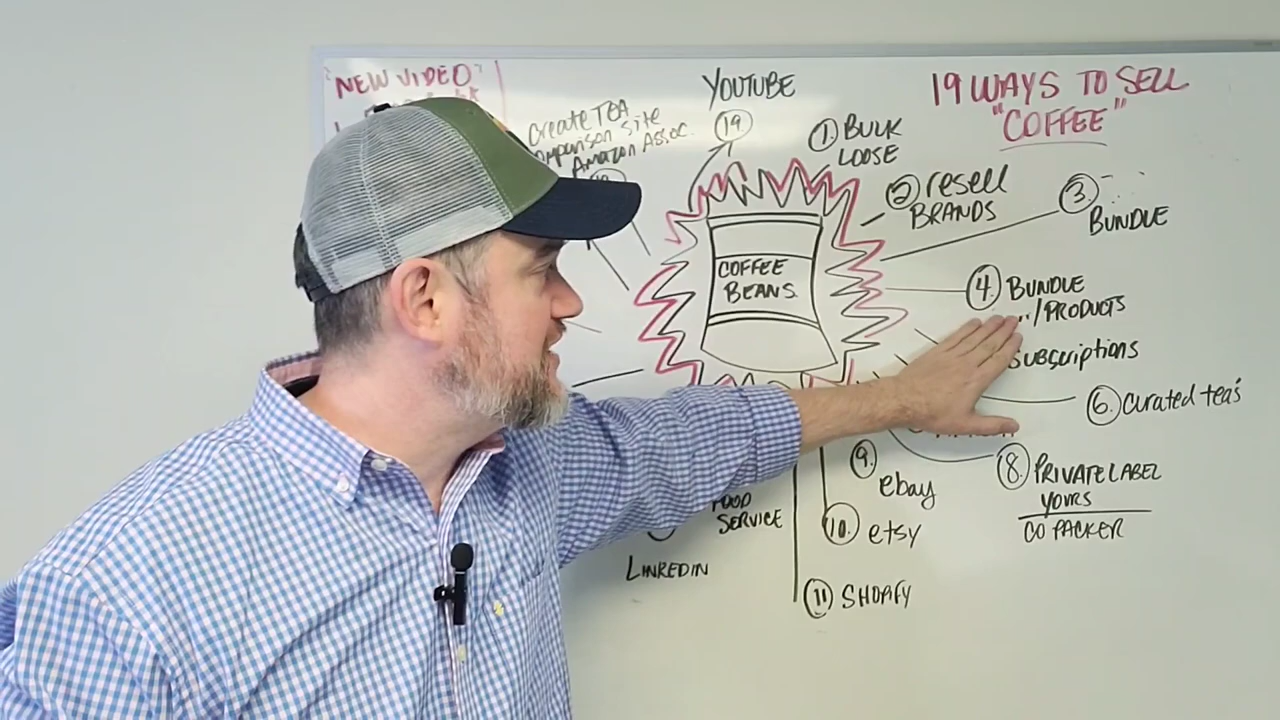 "NEW VIDEO"
YOUTUBE
19.
Create TEA
omparison site
Amazon Assoc.
19 WAYS TO SELL
"COFFEE"
1. BULK
LOOSE
2. resell
BRANDS
3.
BUNDLE
4. BUNDLE
/PRODUCTS
COFFEE
BEANS
subscriptions
6. curated tea's
8. PRIVATE LABEL
YOURS
CO PACKER
9.
ebay
10. etsy
11 SHOPIFY
FOOD
SERVICE
LINKEDIN